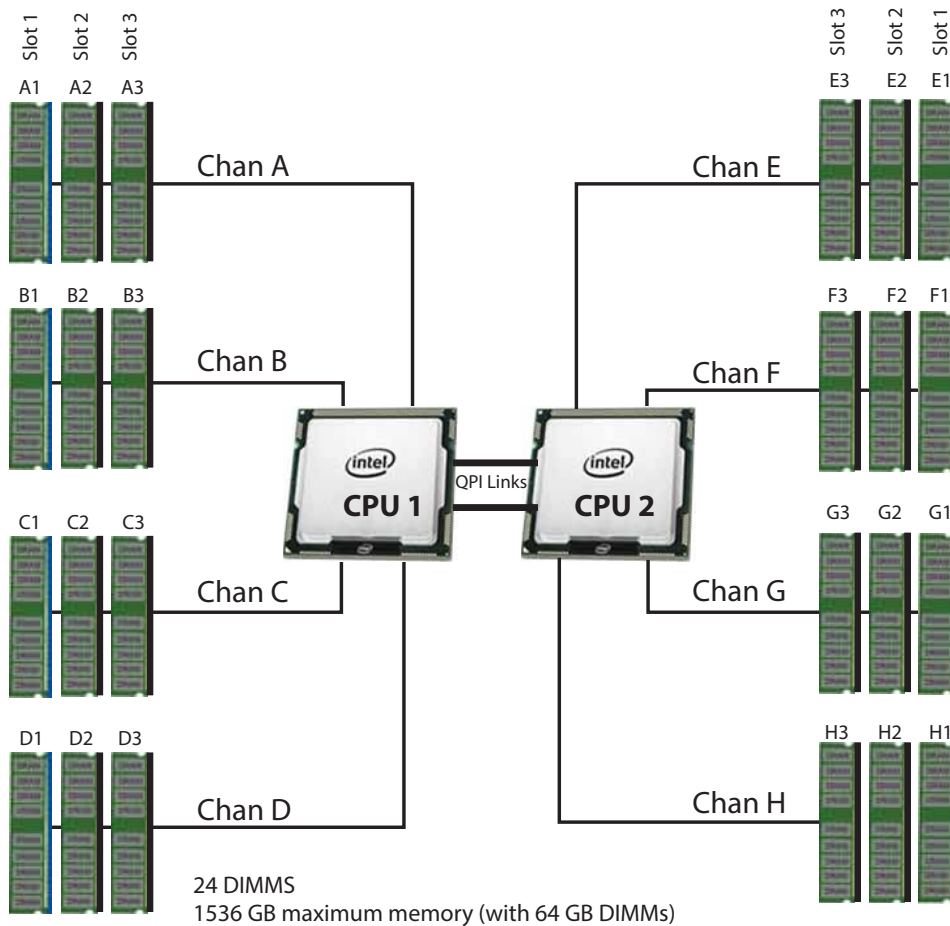 Slot 1 Slot 2 Slot 3
Slot 3 Slot 2 Slot 1
A1 A2 A3
E3 E2 E1
Chan A
Chan E
B1 B2 B3
F3 F2 F1
Chan B
Chan F
intel
CPU 1
QPI Links
intel
CPU 2
C1 C2 C3
G3 G2 G1
Chan C
Chan G
D1 D2 D3
H3 H2 H1
Chan D
Chan H
24 DIMMS
1536 GB maximum memory (with 64 GB DIMMs)